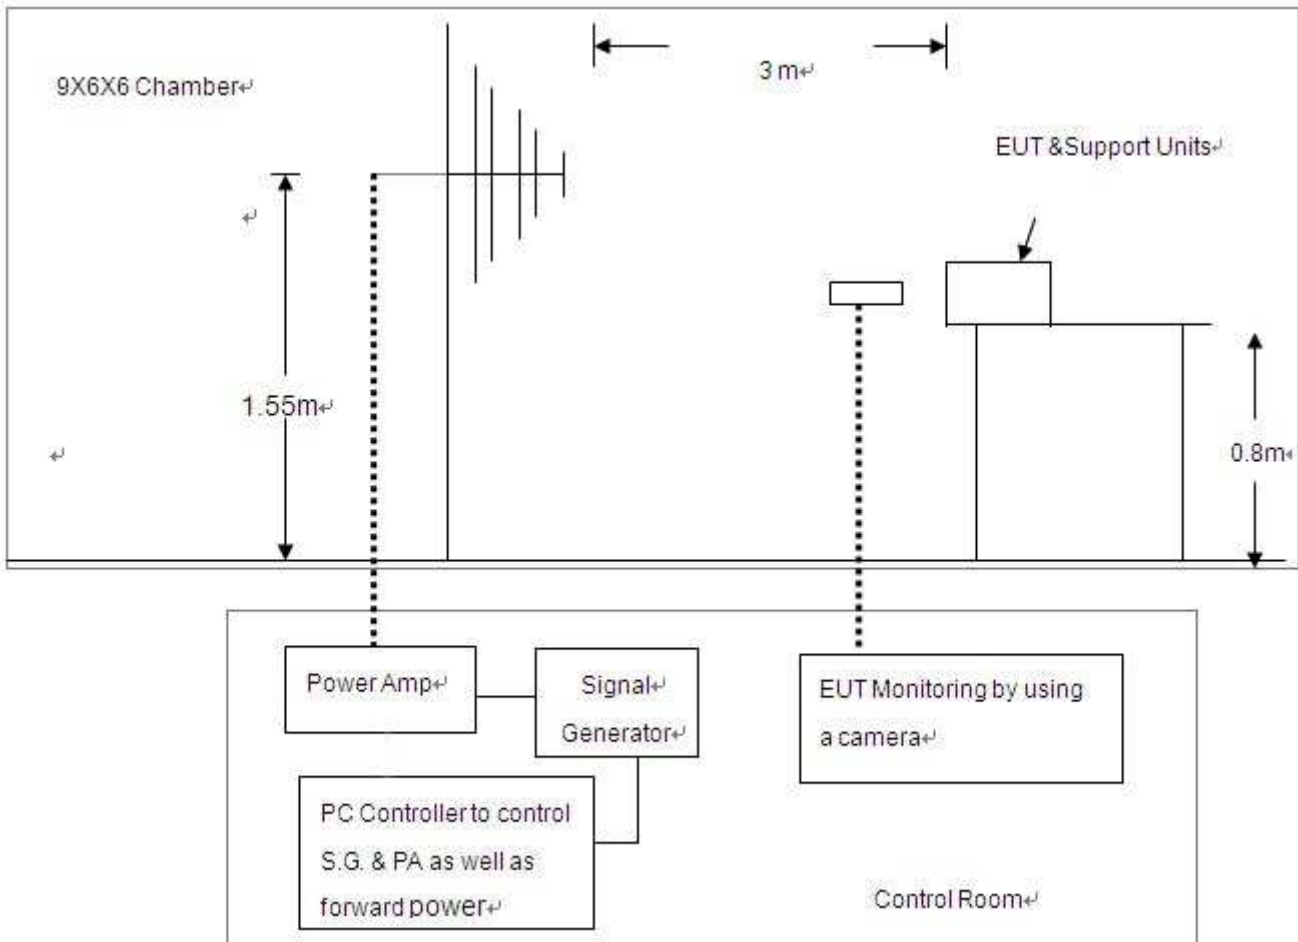 9X6X6 Chamber
3 m
EUT &Support Units
1.55m
0.8m
Power Amp
Signal
Generator
EUT Monitoring by using
a camera
PC Controller to control
S.G. & PA as well as
forward power
Control Room